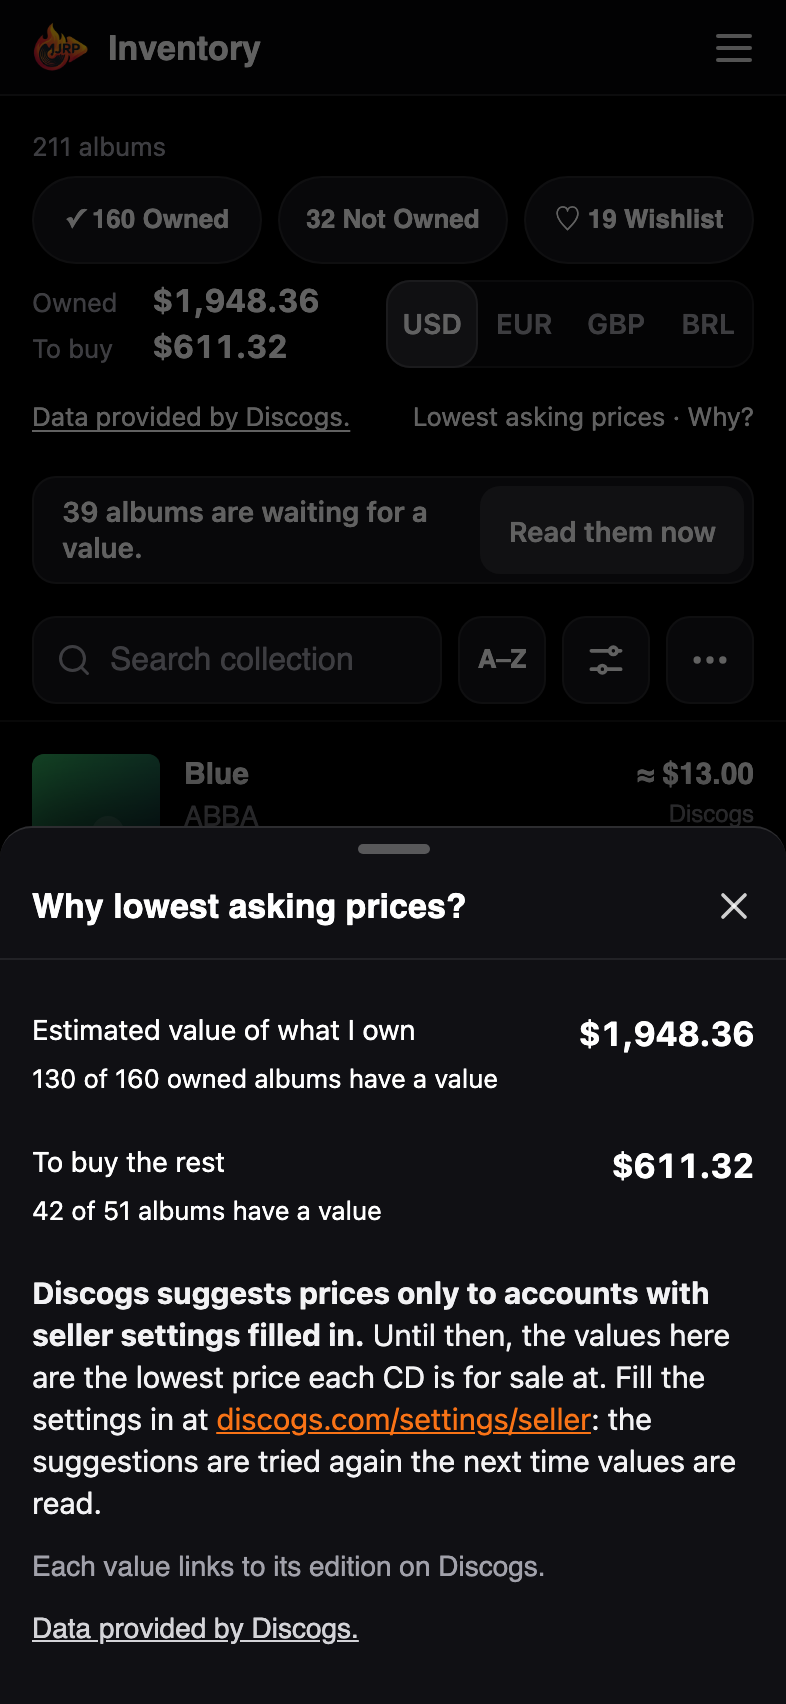 MJRP
Inventory
211 albums
✓ 160 Owned
32 Not Owned
♡ 19 Wishlist
Owned $1,948.36
To buy $611.32
USD EUR GBP BRL
Data provided by Discogs.
Lowest asking prices · Why?
39 albums are waiting for a
value.
Read them now
Search collection
A–Z
Blue
≈ $13.00
ABBA
Discogs
Why lowest asking prices?
Estimated value of what I own
$1,948.36
130 of 160 owned albums have a value
To buy the rest
$611.32
42 of 51 albums have a value
Discogs suggests prices only to accounts with
seller settings filled in. Until then, the values here
are the lowest price each CD is for sale at. Fill the
settings in at discogs.com/settings/seller: the
suggestions are tried again the next time values are
read.
Each value links to its edition on Discogs.
Data provided by Discogs.